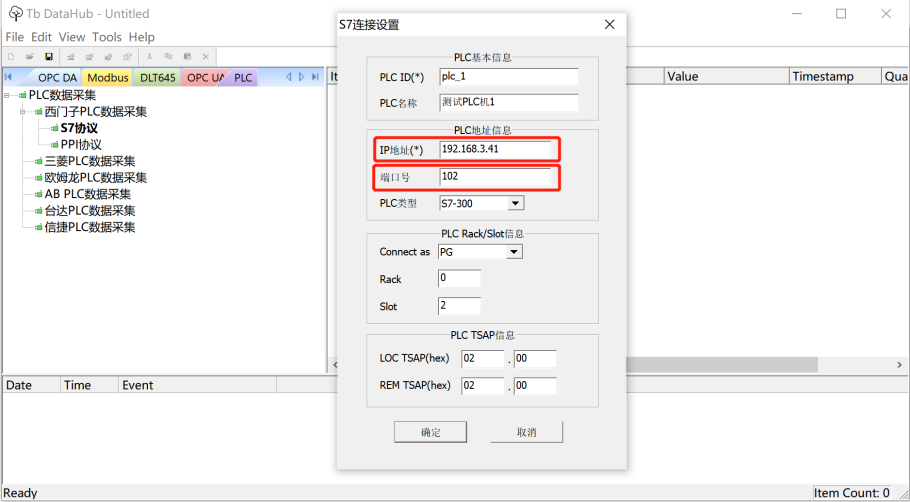 Tb DataHub - Untitled
File Edit View Tools Help
OPC DA Modbus DLT645 OPC UA PLC
PLC数据采集
西门子PLC数据采集
S7协议
PPI协议
三菱PLC数据采集
欧姆龙PLC数据采集
AB PLC数据采集
台达PLC数据采集
信捷PLC数据采集
Value Timestamp
S7连接设置
PLC基本信息
PLC ID(*) plc_1
PLC名称 测试PLC机1
PLC地址信息
IP地址(*) 192.168.3.41
端口号 102
PLC类型 S7-300
PLC Rack/Slot信息
Connect as PG
Rack 0
Slot 2
PLC TSAP信息
LOC TSAP(hex) 02 . 00
REM TSAP(hex) 02 . 00
确定 取消
Date Time Event
Ready Item Count: 0